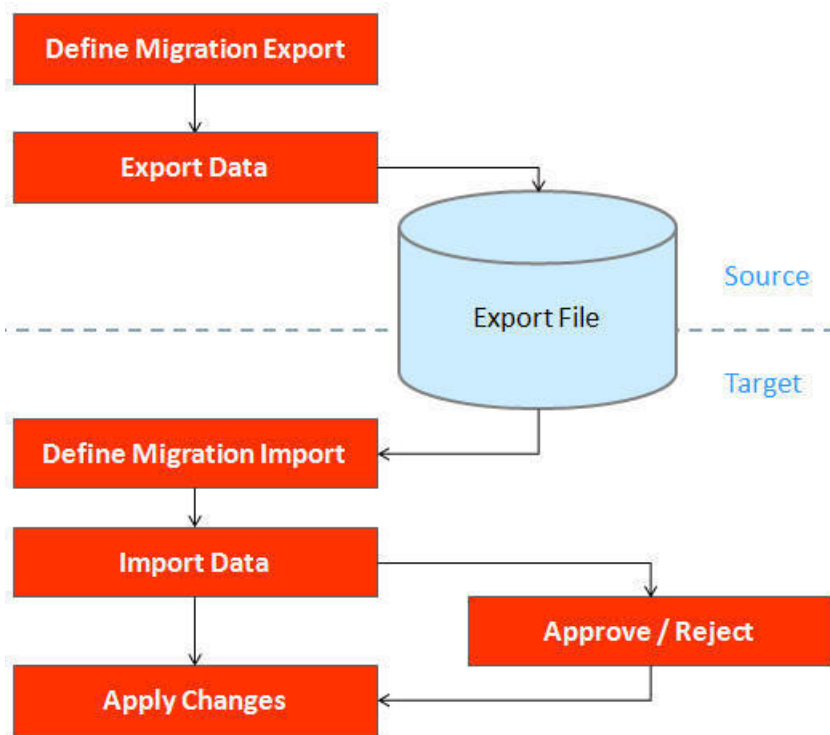 Define Migration Export
Export Data
Source
Export File
Target
Define Migration Import
Import Data
Approve / Reject
Apply Changes